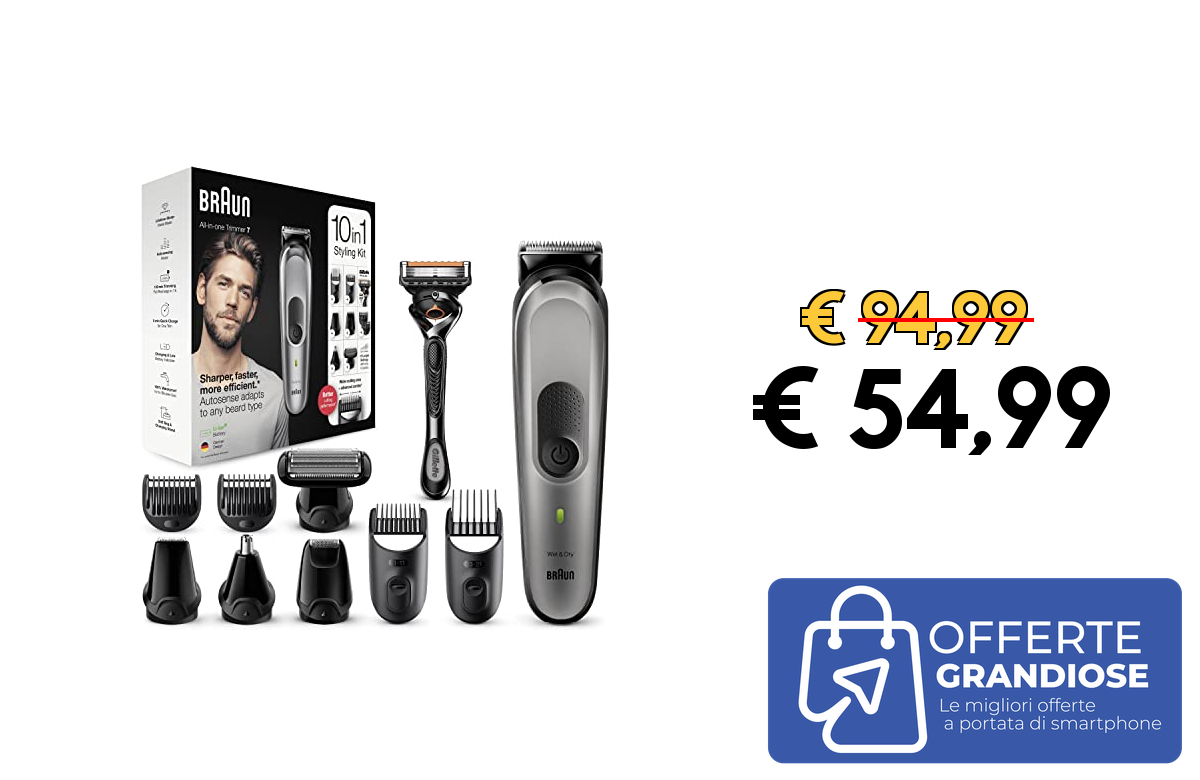 BRAUN
All-in-one Trimmer 7
10in1
Styling Kit
Sharper, faster,
more efficient.*
Autosense adapts
to any beard type
Gillette
Wet & Dry
BRAUN
€ 94,99
€ 54,99
OFFERTE
GRANDIOSE
Le migliori offerte
a portata di smartphone